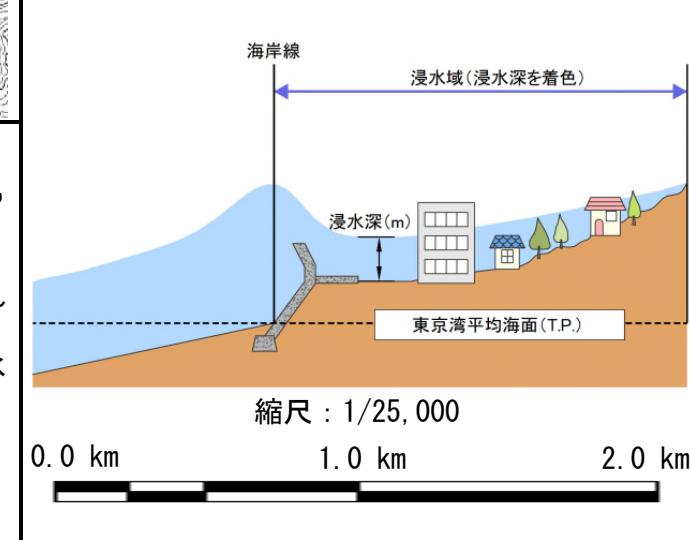 海岸線
浸水域(浸水深を着色)
浸水深(m)
東京湾平均海面(T.P.)
縮尺：1/25,000
0.0 km 1.0 km 2.0 km